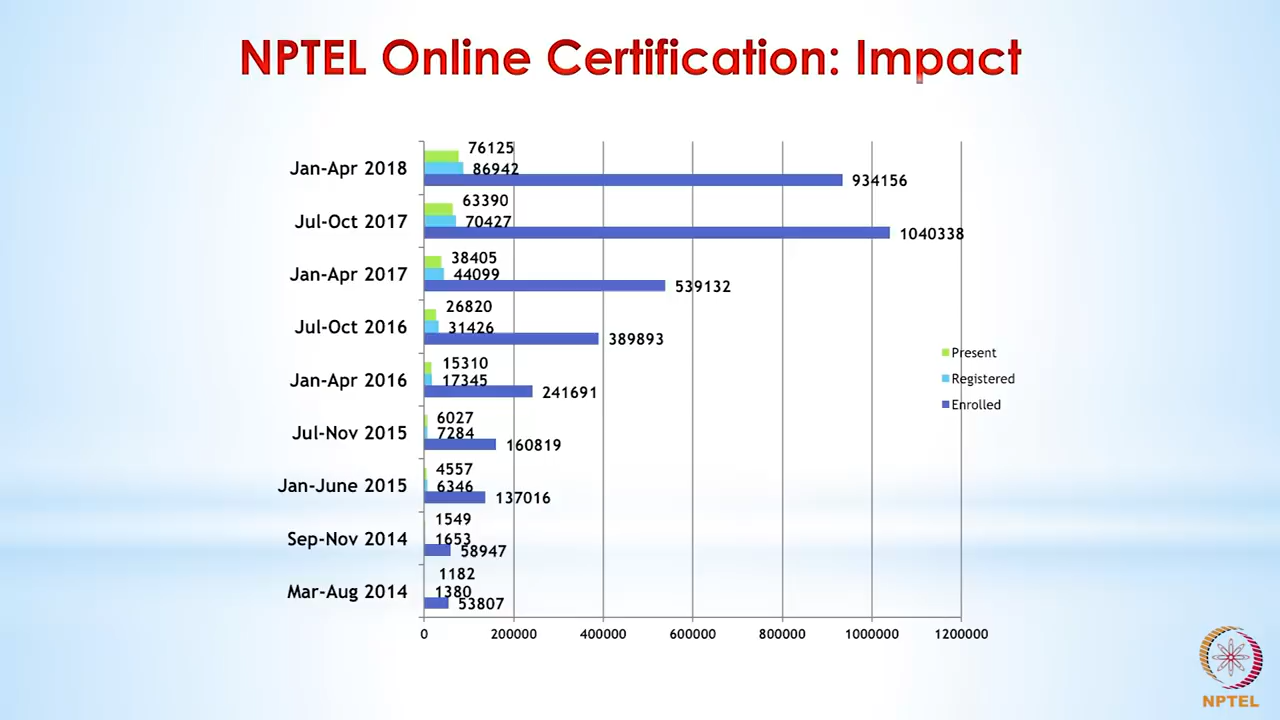 NPTEL Online Certification: Impact
76125
Jan-Apr 2018
86942
934156
63390
Jul-Oct 2017
70427
1040338
38405
Jan-Apr 2017
44099
539132
26820
Jul-Oct 2016
31426
389893
Present
15310
Jan-Apr 2016
17345
Registered
241691
Enrolled
6027
Jul-Nov 2015
7284
160819
4557
Jan-June 2015
6346
137016
1549
Sep-Nov 2014
1653
58947
1182
Mar-Aug 2014
1380
53807
0 200000 400000 600000 800000 1000000 1200000
NPTEL